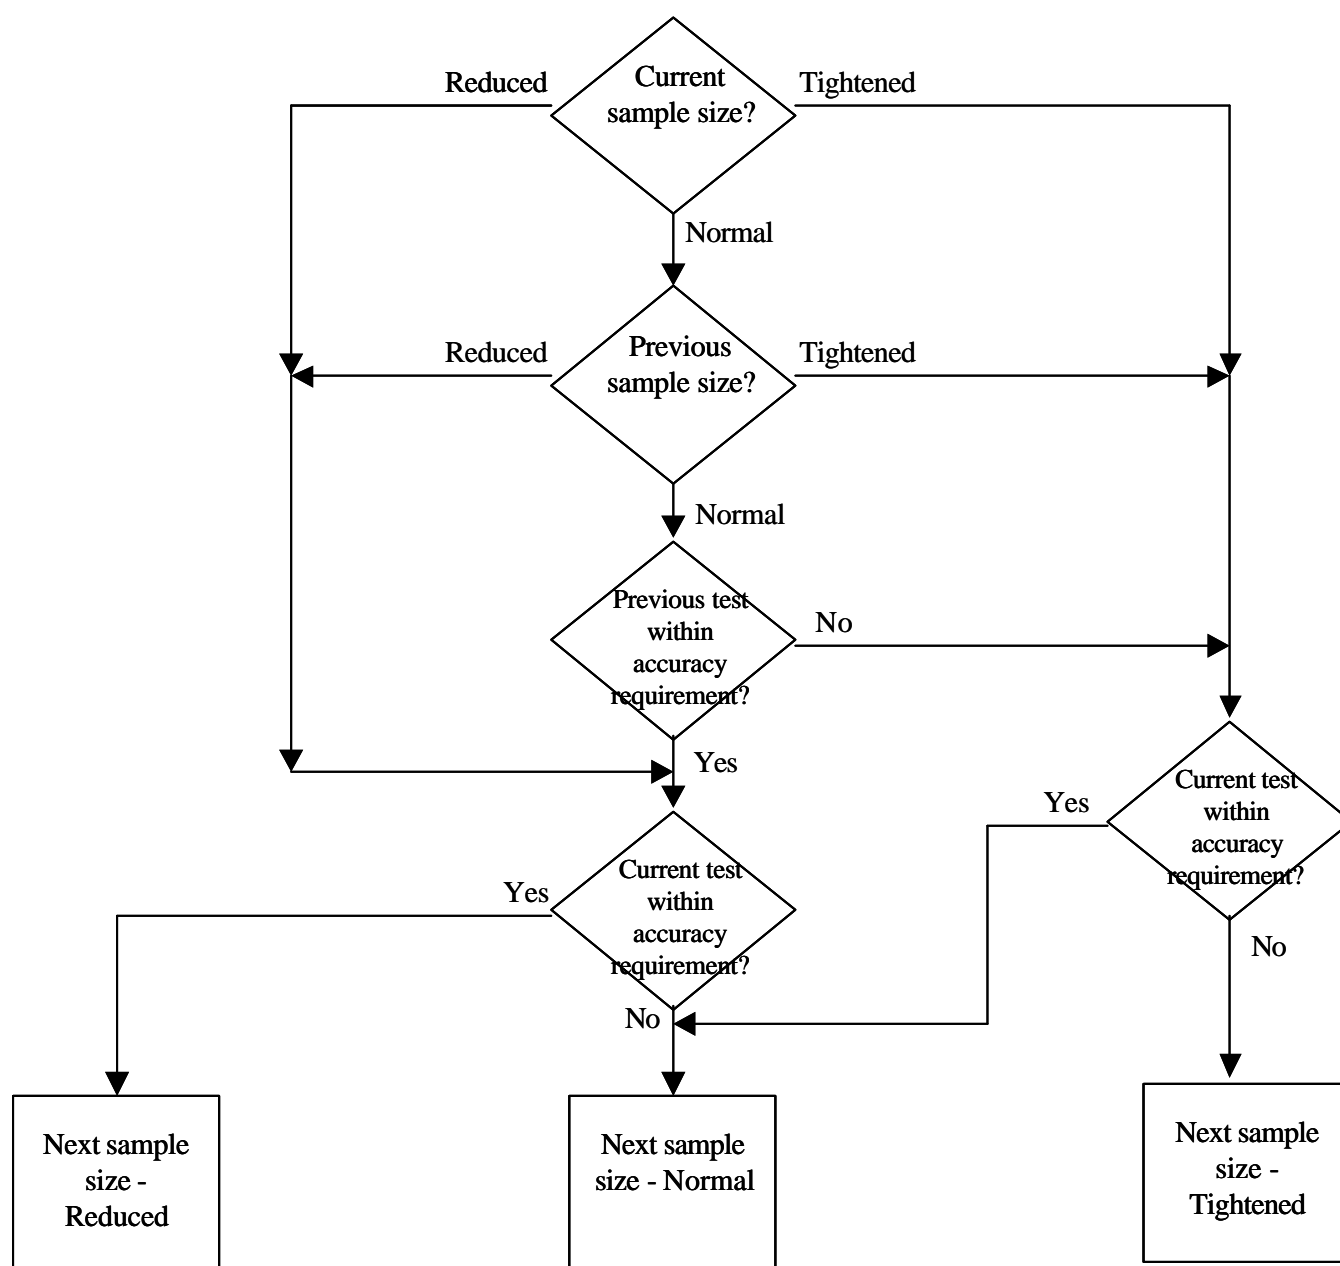 Reduced
Current
sample size?
Tightened
Normal
Reduced
Previous
sample size?
Tightened
Normal
Previous test
within
accuracy
requirement?
No
Yes
Current test
within
accuracy
requirement?
Yes
Yes
Current test
within
accuracy
requirement?
No
No
Next sample
size -
Reduced
Next sample
size - Normal
Next sample
size -
Tightened